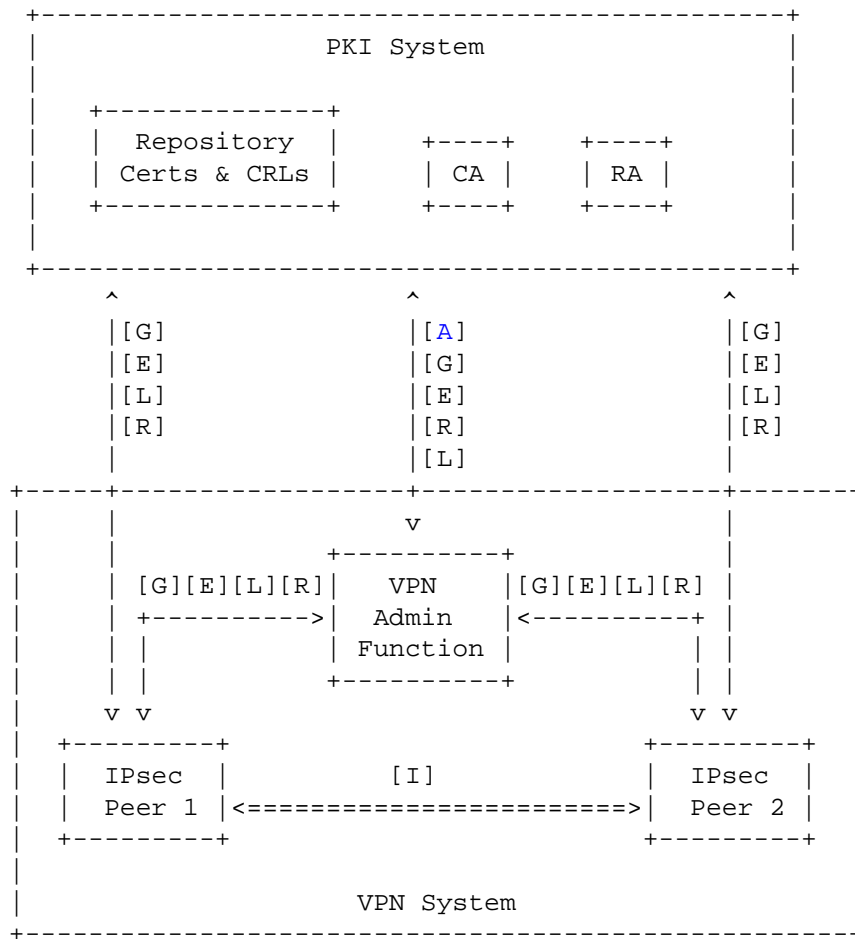 PKI System
Repository
Certs & CRLs
CA
RA
[G] [A] [G]
[E] [G] [E]
[L] [E] [L]
[R] [R] [R]
[L]
v
[G][E][L][R] VPN [G][E][L][R]
Admin
Function
v v v v
IPsec [I] IPsec
Peer 1 Peer 2
VPN System